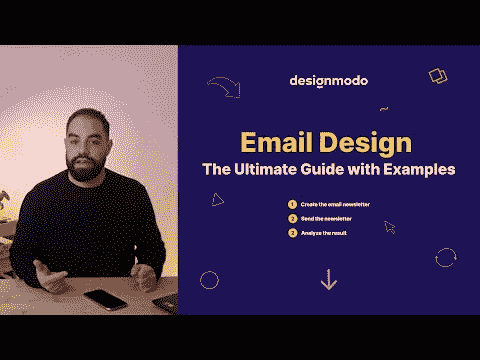 designmodo
Email Design
The Ultimate Guide with Examples
1 Create the email newsletter
2 Send the newsletter
3 Analyze the result